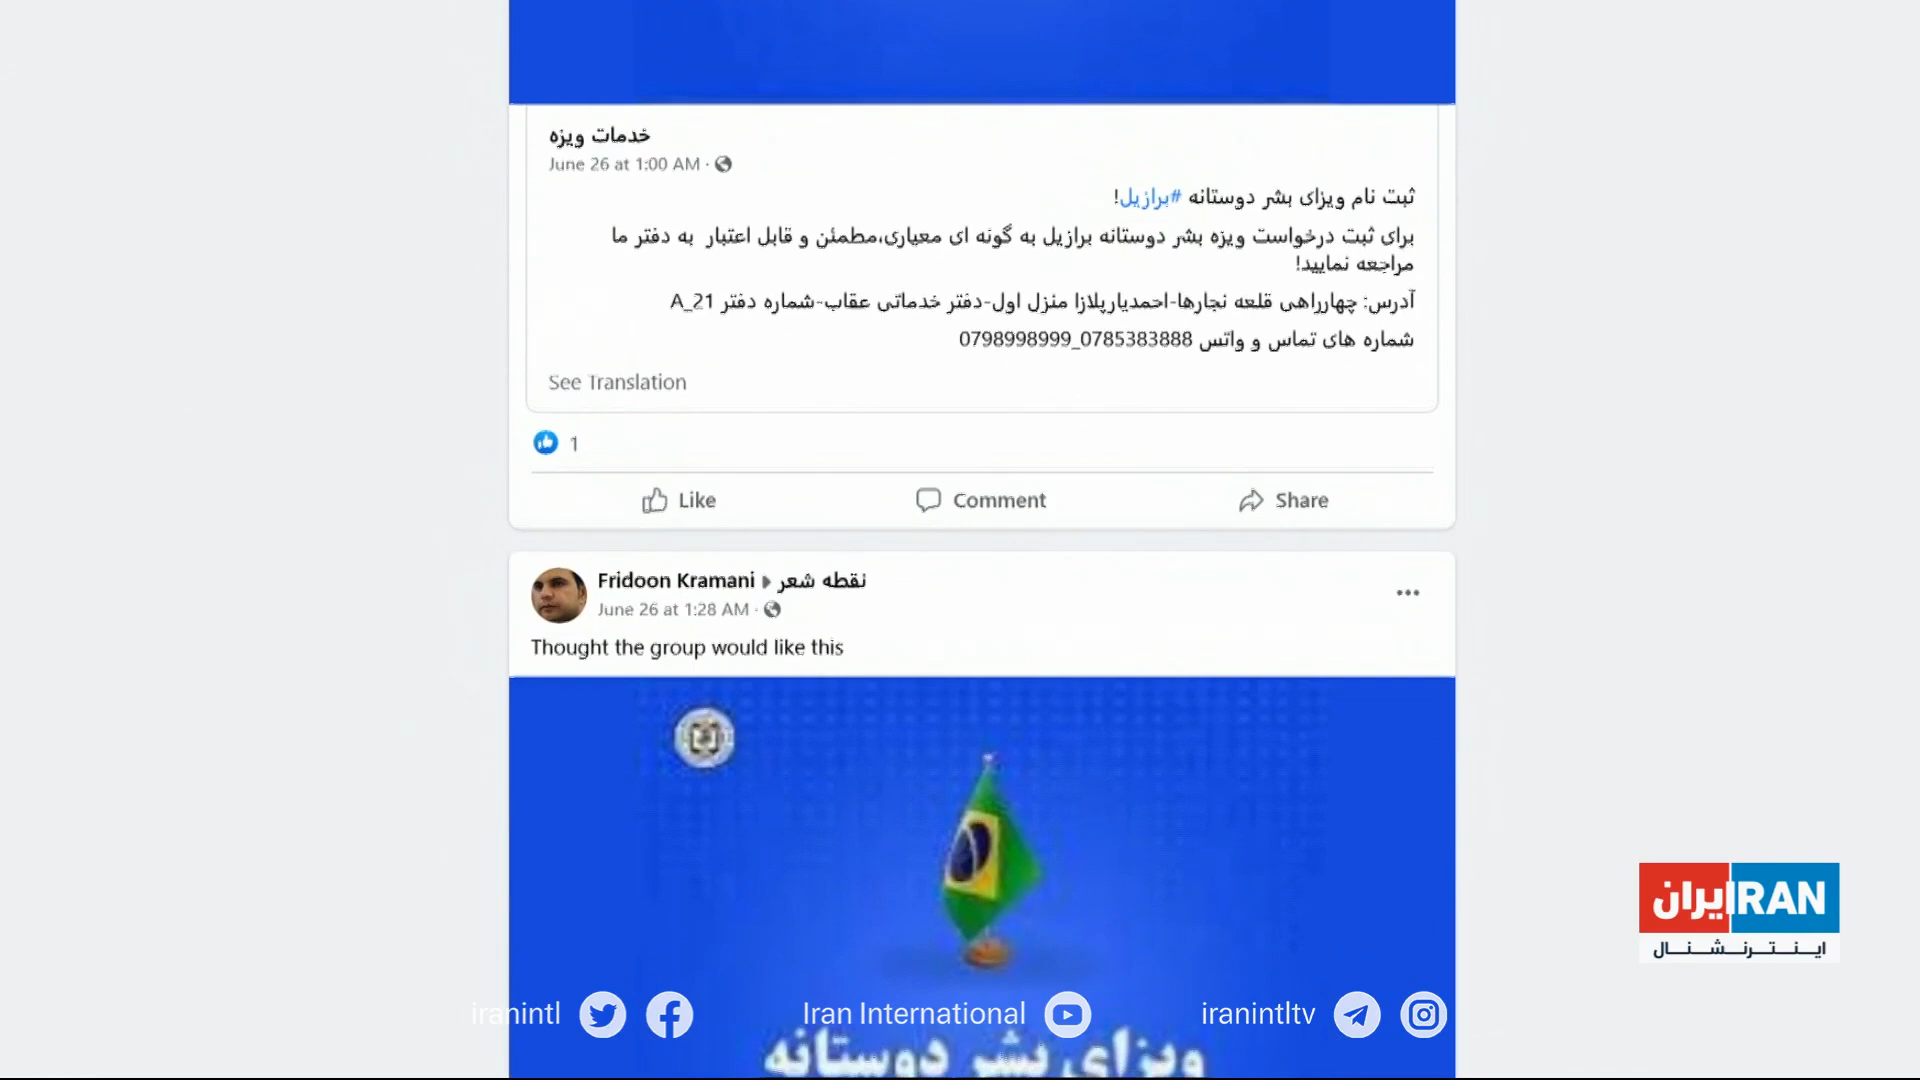 خدمات ویزه
June 26 at 1:00 AM ·
ثبت نام ویزای بشر دوستانه #برازیل!
برای ثبت درخواست ویزه بشر دوستانه برازیل به گونه ای معیاری،مطمئن و قابل اعتبار به دفتر ما
مراجعه نمایید!
آدرس: چهارراهی قلعه نجارها-احمدیارپلازا منزل اول-دفتر خدماتی عقاب-شماره دفتر A_21
شماره های تماس و واتس 0785383888_0798998999
See Translation
1
Like
Comment
Share
Fridoon Kramani ▸ نقطه شعر
June 26 at 1:28 AM ·
Thought the group would like this
IRAN ایران
اینترنشنال
iranintl
Iran International
iranintltv
ویزای بشر دوستانه